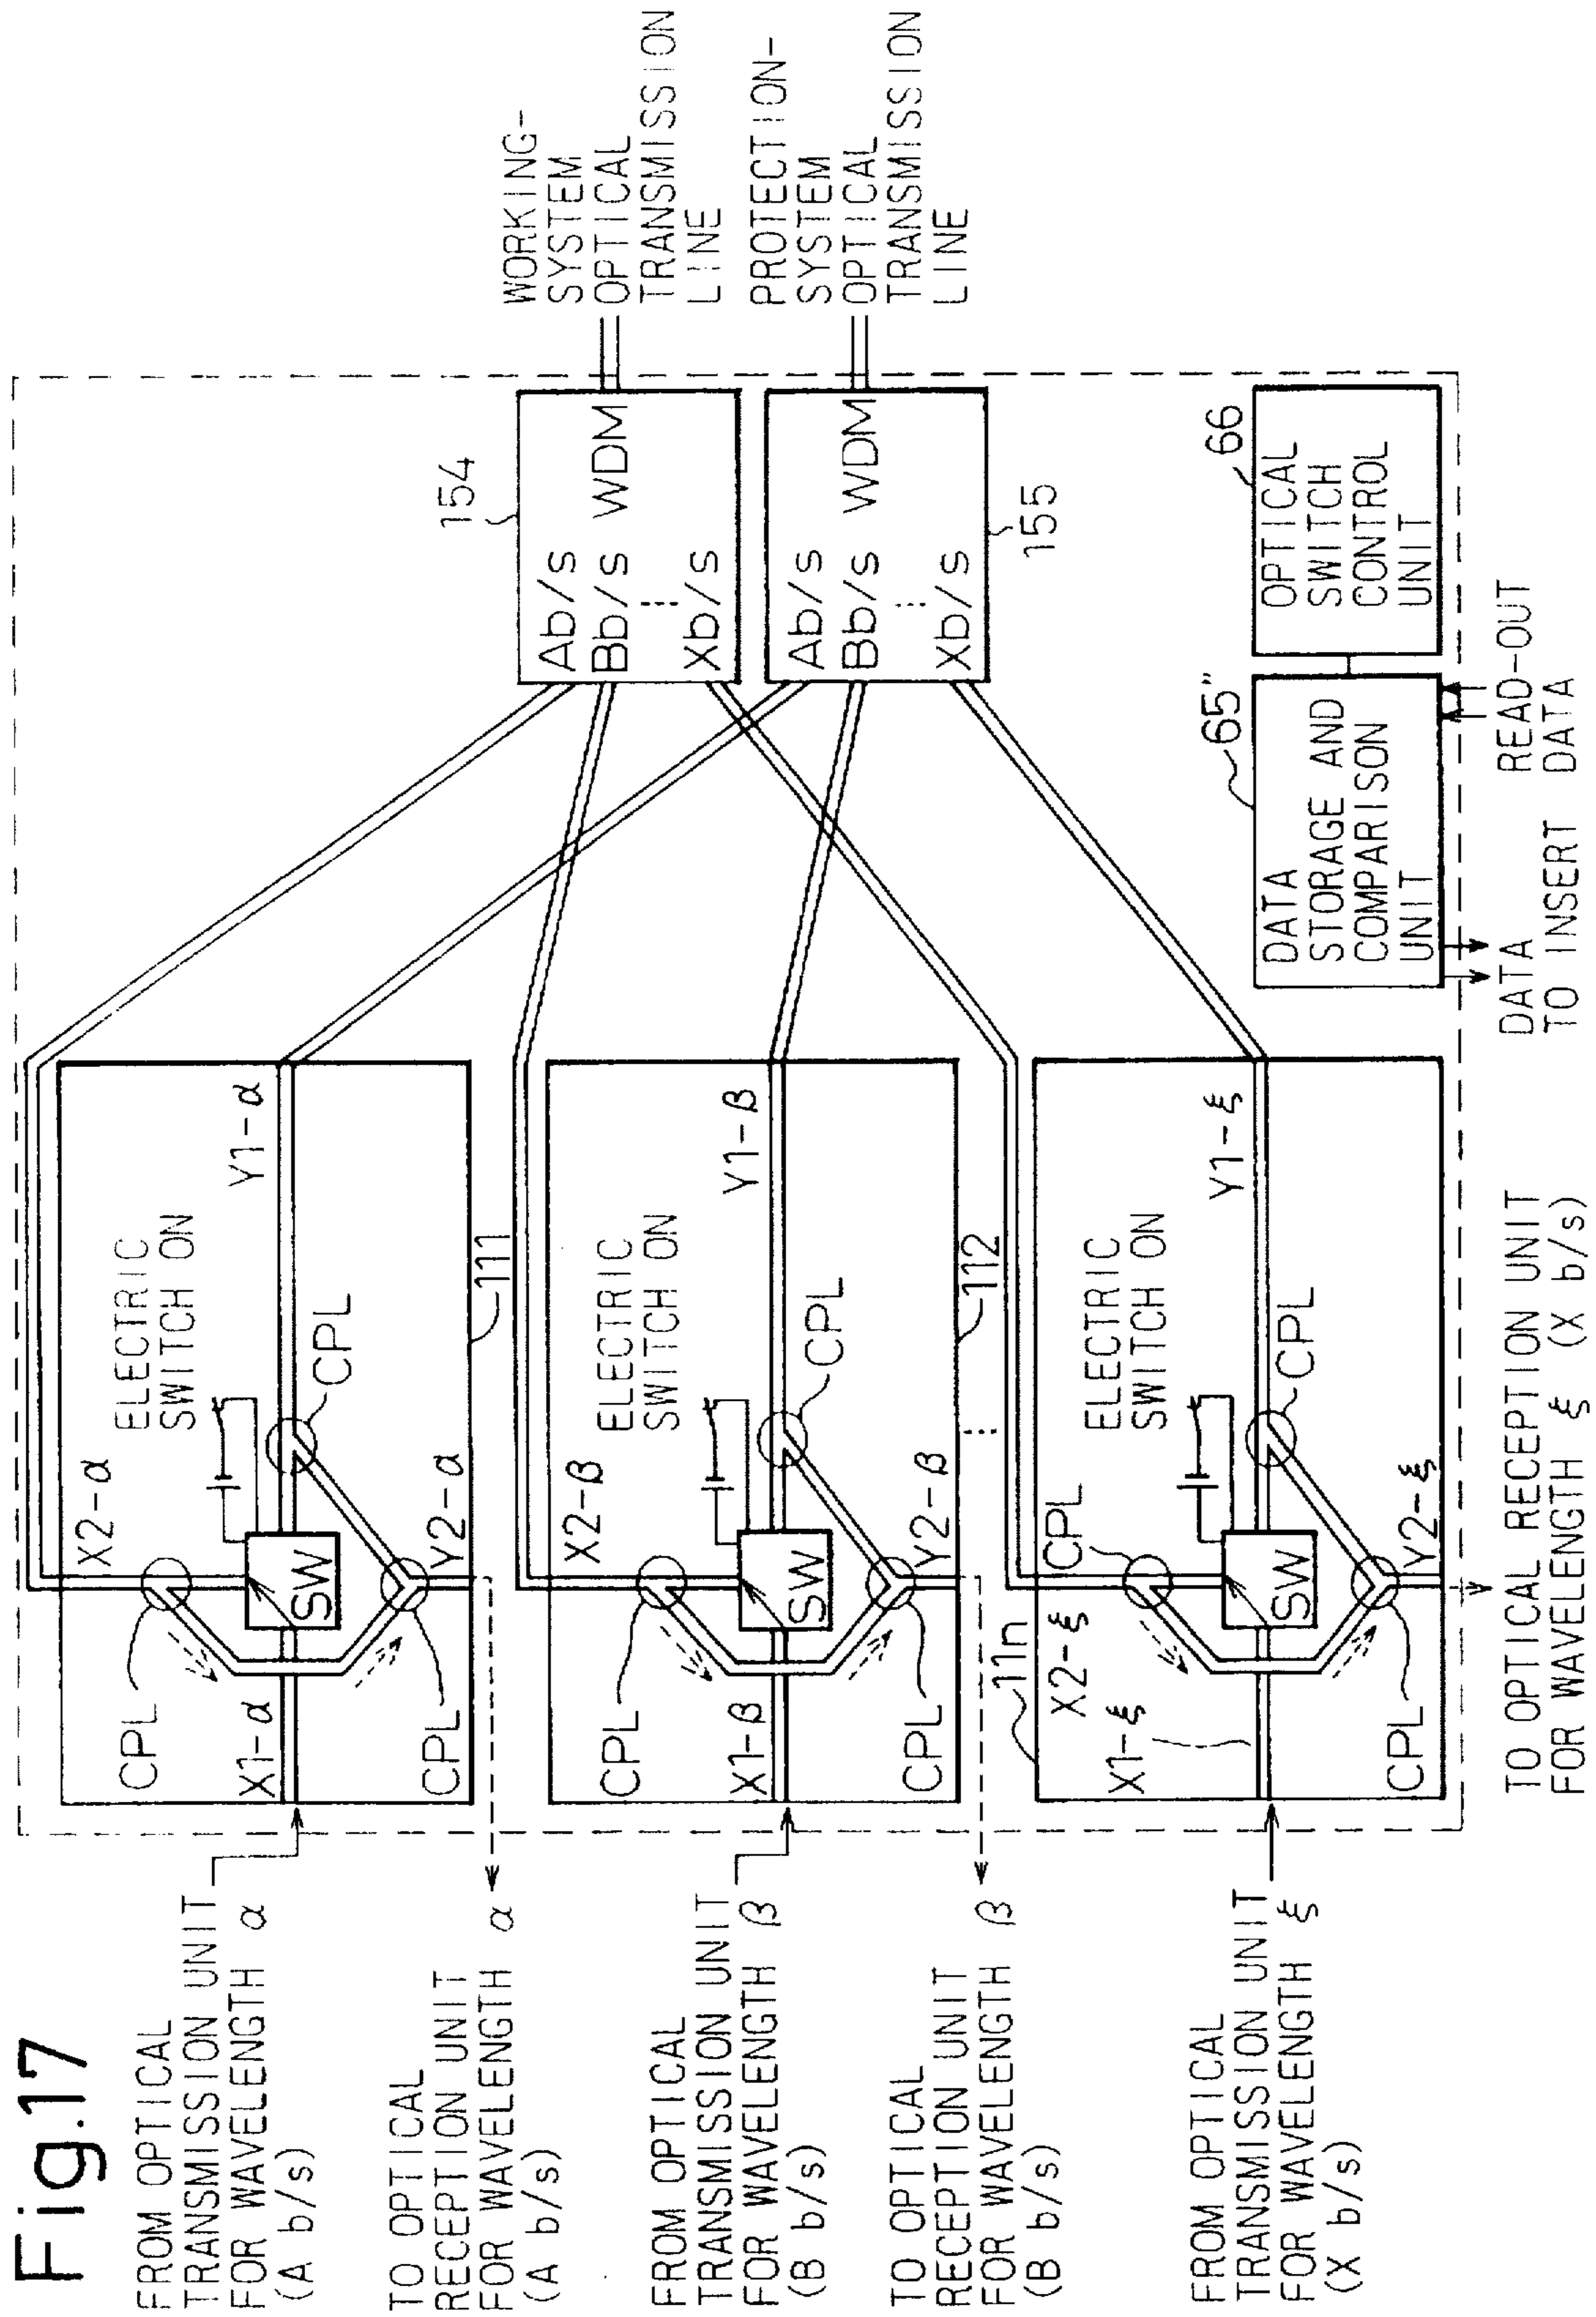 Fig.17
FROM OPTICAL
TRANSMISSION UNIT
FOR WAVELENGTH α
(A b/s)
TO OPTICAL
RECEPTION UNIT
FOR WAVELENGTH α
(A b/s)
FROM OPTICAL
TRANSMISSION UNIT
FOR WAVELENGTH β
(B b/s)
TO OPTICAL
RECEPTION UNIT
FOR WAVELENGTH β
(B b/s)
FROM OPTICAL
TRANSMISSION UNIT
FOR WAVELENGTH ξ
(X b/s)
TO OPTICAL RECEPTION UNIT
FOR WAVELENGTH ξ (X b/s)
X2-α
ELECTRIC
SWITCH ON
Y1-α
CPL
SW
CPL
X1-α
CPL
Y2-α
111
X2-β
ELECTRIC
SWITCH ON
Y1-β
CPL
SW
CPL
X1-β
CPL
Y2-β
112
11n
CPL
X2-ξ
ELECTRIC
SWITCH ON
Y1-ξ
CPL
SW
X1-ξ
CPL
Y2-ξ
154
Ab/s
Bb/s WDM
Xb/s
Ab/s
Bb/s WDM
Xb/s
155
WORKING-
SYSTEM
OPTICAL
TRANSMISSION
LINE
PROTECTION-
SYSTEM
OPTICAL
TRANSMISSION
LINE
65"
DATA
STORAGE AND
COMPARISON
UNIT
66
OPTICAL
SWITCH
CONTROL
UNIT
DATA
TO INSERT
READ-OUT
DATA